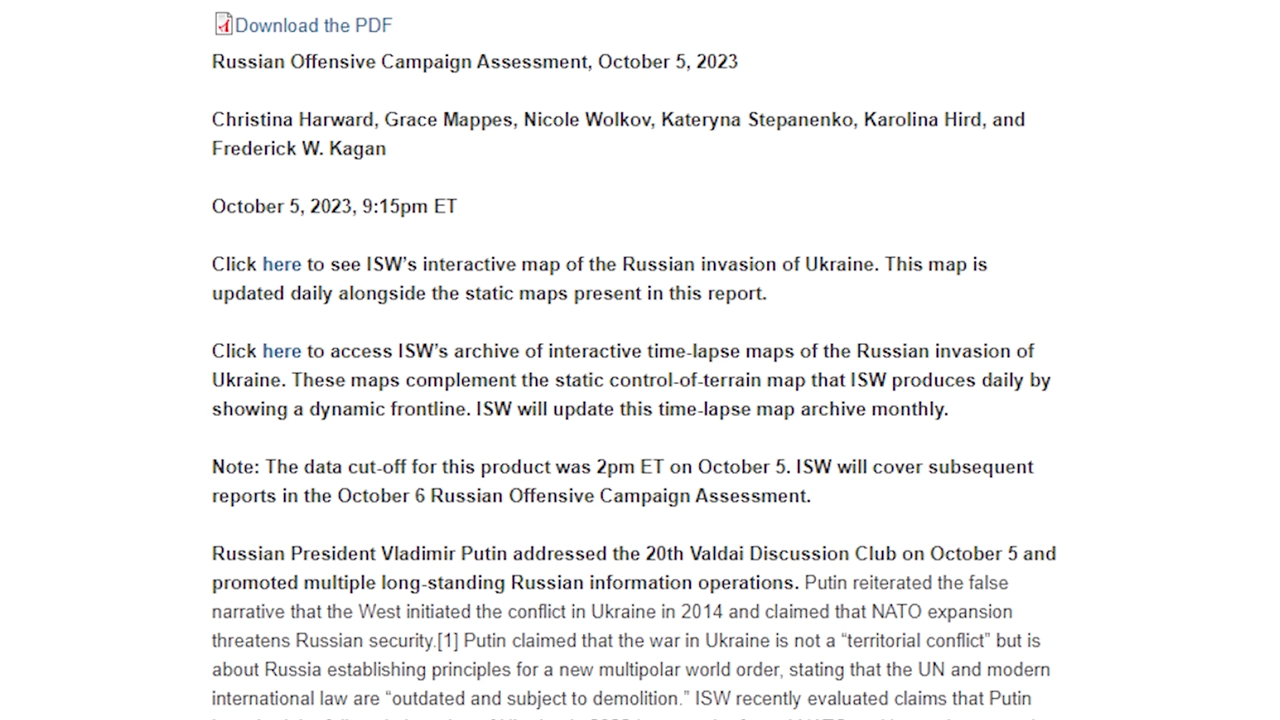 Download the PDF
Russian Offensive Campaign Assessment, October 5, 2023
Christina Harward, Grace Mappes, Nicole Wolkov, Kateryna Stepanenko, Karolina Hird, and
Frederick W. Kagan
October 5, 2023, 9:15pm ET
Click here to see ISW’s interactive map of the Russian invasion of Ukraine. This map is
updated daily alongside the static maps present in this report.
Click here to access ISW’s archive of interactive time-lapse maps of the Russian invasion of
Ukraine. These maps complement the static control-of-terrain map that ISW produces daily by
showing a dynamic frontline. ISW will update this time-lapse map archive monthly.
Note: The data cut-off for this product was 2pm ET on October 5. ISW will cover subsequent
reports in the October 6 Russian Offensive Campaign Assessment.
Russian President Vladimir Putin addressed the 20th Valdai Discussion Club on October 5 and
promoted multiple long-standing Russian information operations. Putin reiterated the false
narrative that the West initiated the conflict in Ukraine in 2014 and claimed that NATO expansion
threatens Russian security.[1] Putin claimed that the war in Ukraine is not a “territorial conflict” but is
about Russia establishing principles for a new multipolar world order, stating that the UN and modern
international law are “outdated and subject to demolition.” ISW recently evaluated claims that Putin